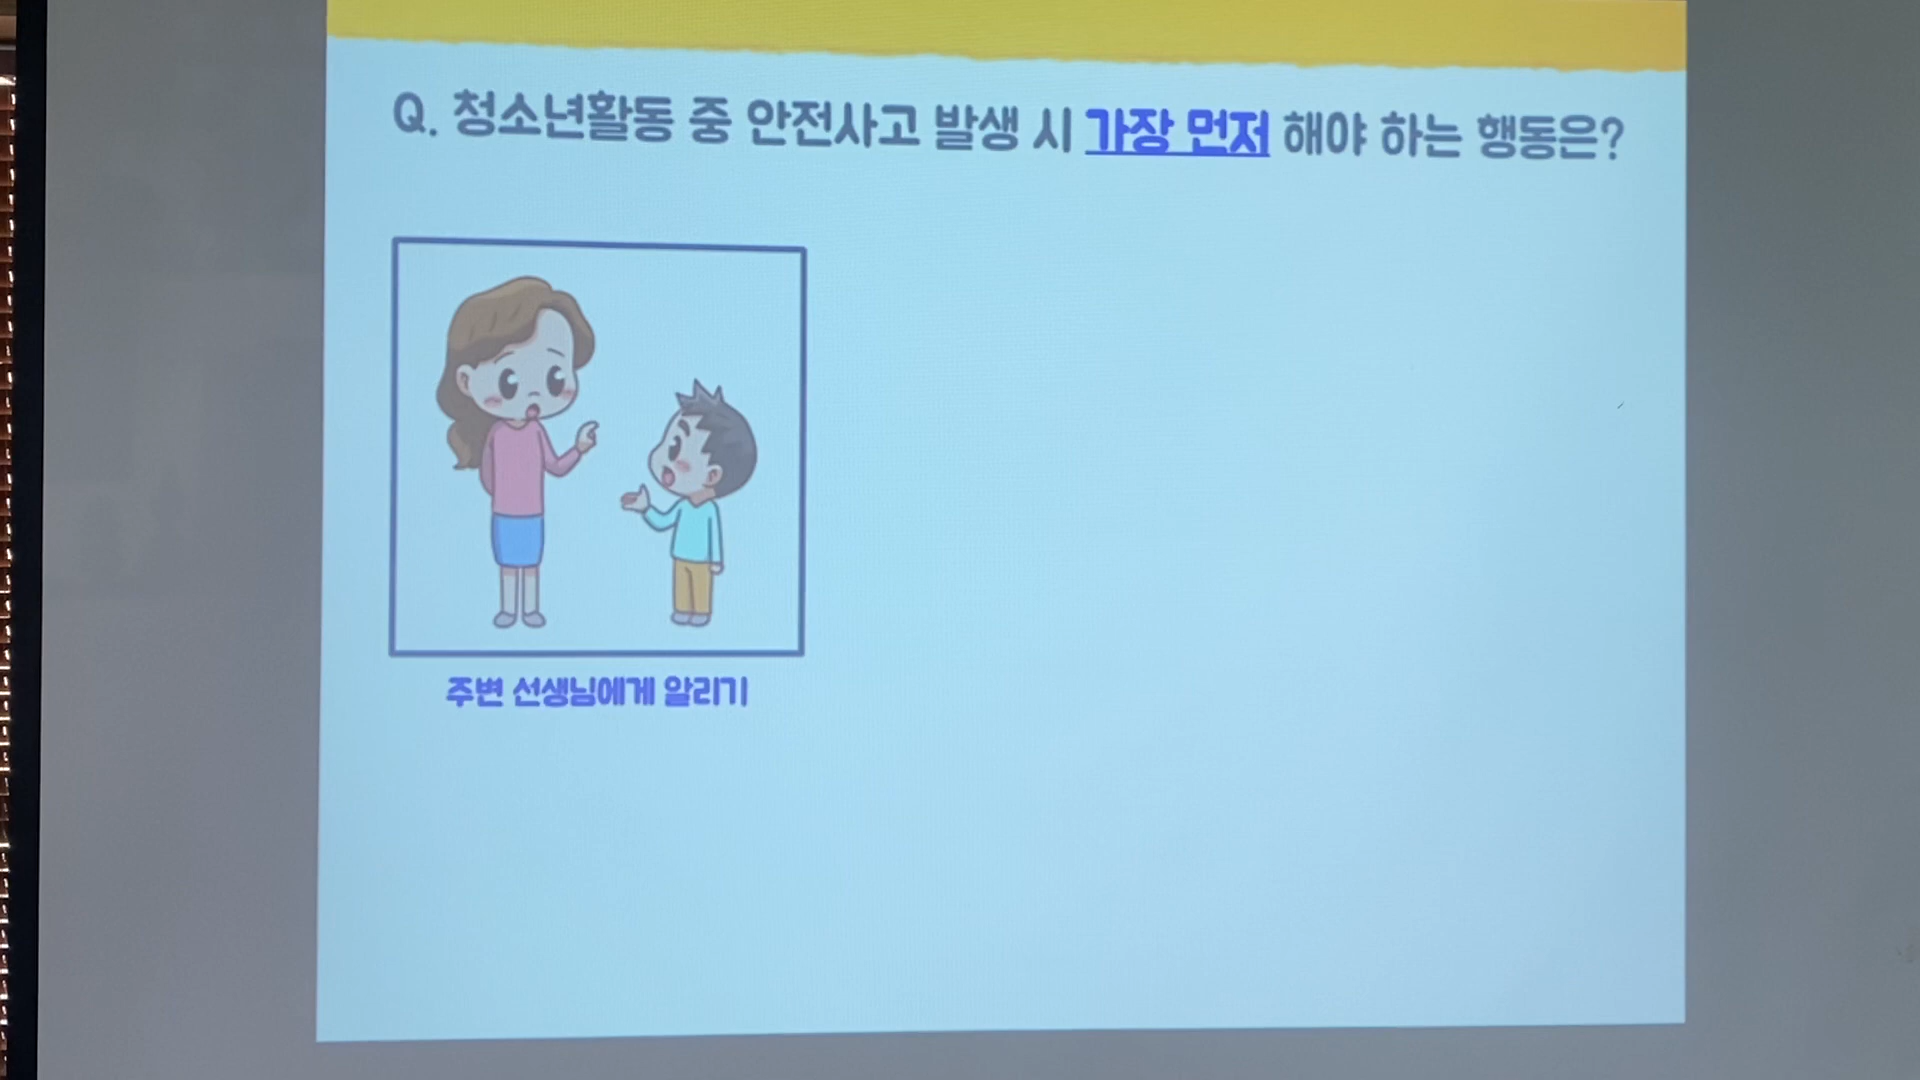 Q. 청소년활동 중 안전사고 발생 시 가장 먼저 해야 하는 행동은?
주변 선생님에게 알리기